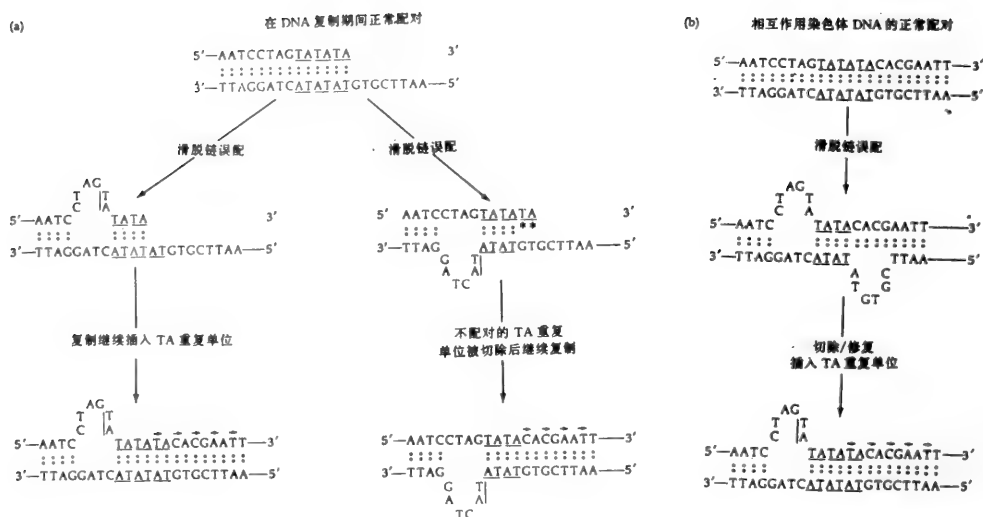 (a)
在 DNA 复制期间正常配对
5′—AATCCTAGTATATA 3′
4′—TTAGGATCATATATGTGCTTAA—5′
滑脱链误配
滑脱链误配
AG
T T
C A
5′—AATC TATA 3′
3′—TTAGGATCATATATGTGCTTAA—5′
5′ AATCCTAGTATATA 3′
**
3′—TTAG ATATGTGCTTAA—5′
G T
A A
TC
复制继续插入 TA 重复单位
不配对的 TA 重复
单位被切除后继续复制
AG
T T
C A
5′—AATC TATATACACGAATT—3′
3′—TTAGGATCATATATGTGCTTAA—5′
5′—AATCCTAGTATACACGAATT—3′
3′—TTAG ATATGTGCTTAA—5′
G T
A A
TC
(b)
相互作用染色体 DNA 的正常配对
5′—AATCCTAGTATATACACGAATT—3′
3′—TTAGGATCATATATGTGCTTAA—5′
滑脱链误配
AG
T T
C A
5′—AATC TATACACGAATT—3′
3′—TTAGGATCATAT TTAA—5′
A C
T G
GT
切除/修复
插入 TA 重复单位
AG
T T
C A
5′—AATC TATATACACGAATT—3′
3′—TTAGGATCATATATGTGCTTAA—5′